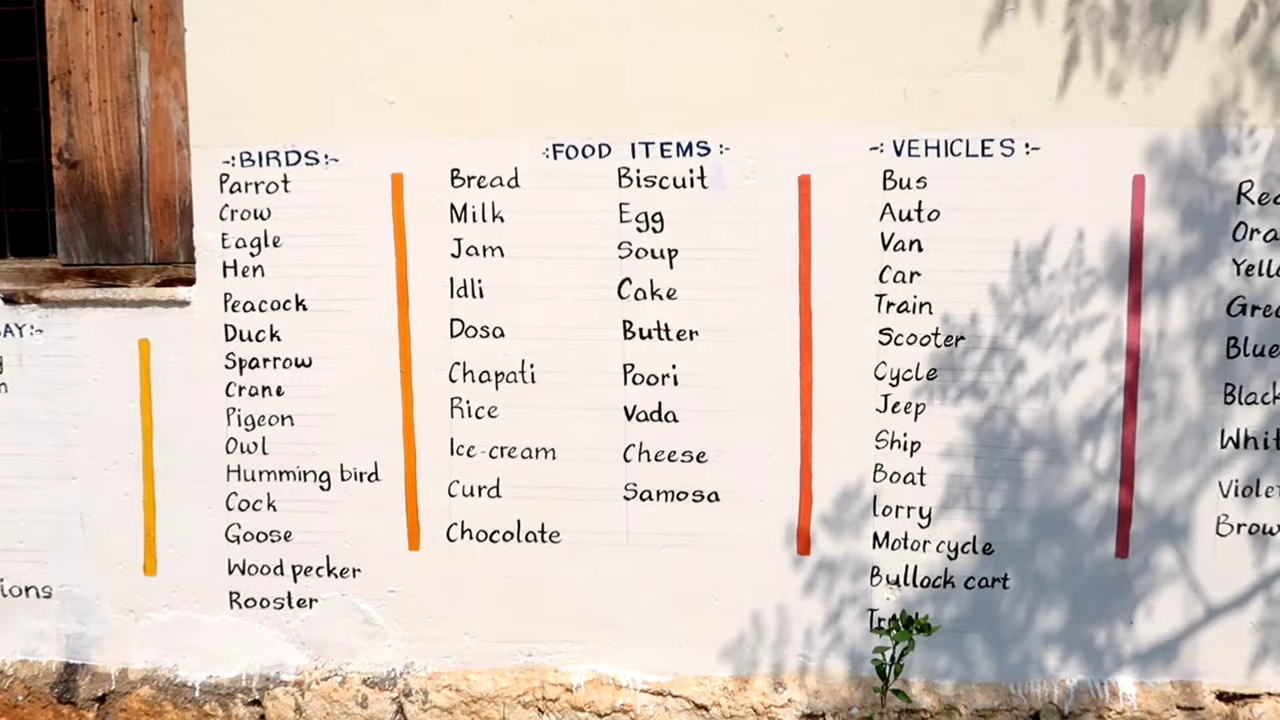 -:BIRDS:-
Parrot
Crow
Eagle
Hen
Peacock
Duck
Sparrow
Crane
Pigeon
Owl
Humming bird
Cock
Goose
Wood pecker
Rooster
-:FOOD ITEMS:-
Bread
Milk
Jam
Idli
Dosa
Chapati
Rice
Ice-cream
Curd
Chocolate
Biscuit
Egg
Soup
Cake
Butter
Poori
Vada
Cheese
Samosa
-:VEHICLES:-
Bus
Auto
Van
Car
Train
Scooter
Cycle
Jeep
Ship
Boat
lorry
Motor cycle
Bullock cart
Blue